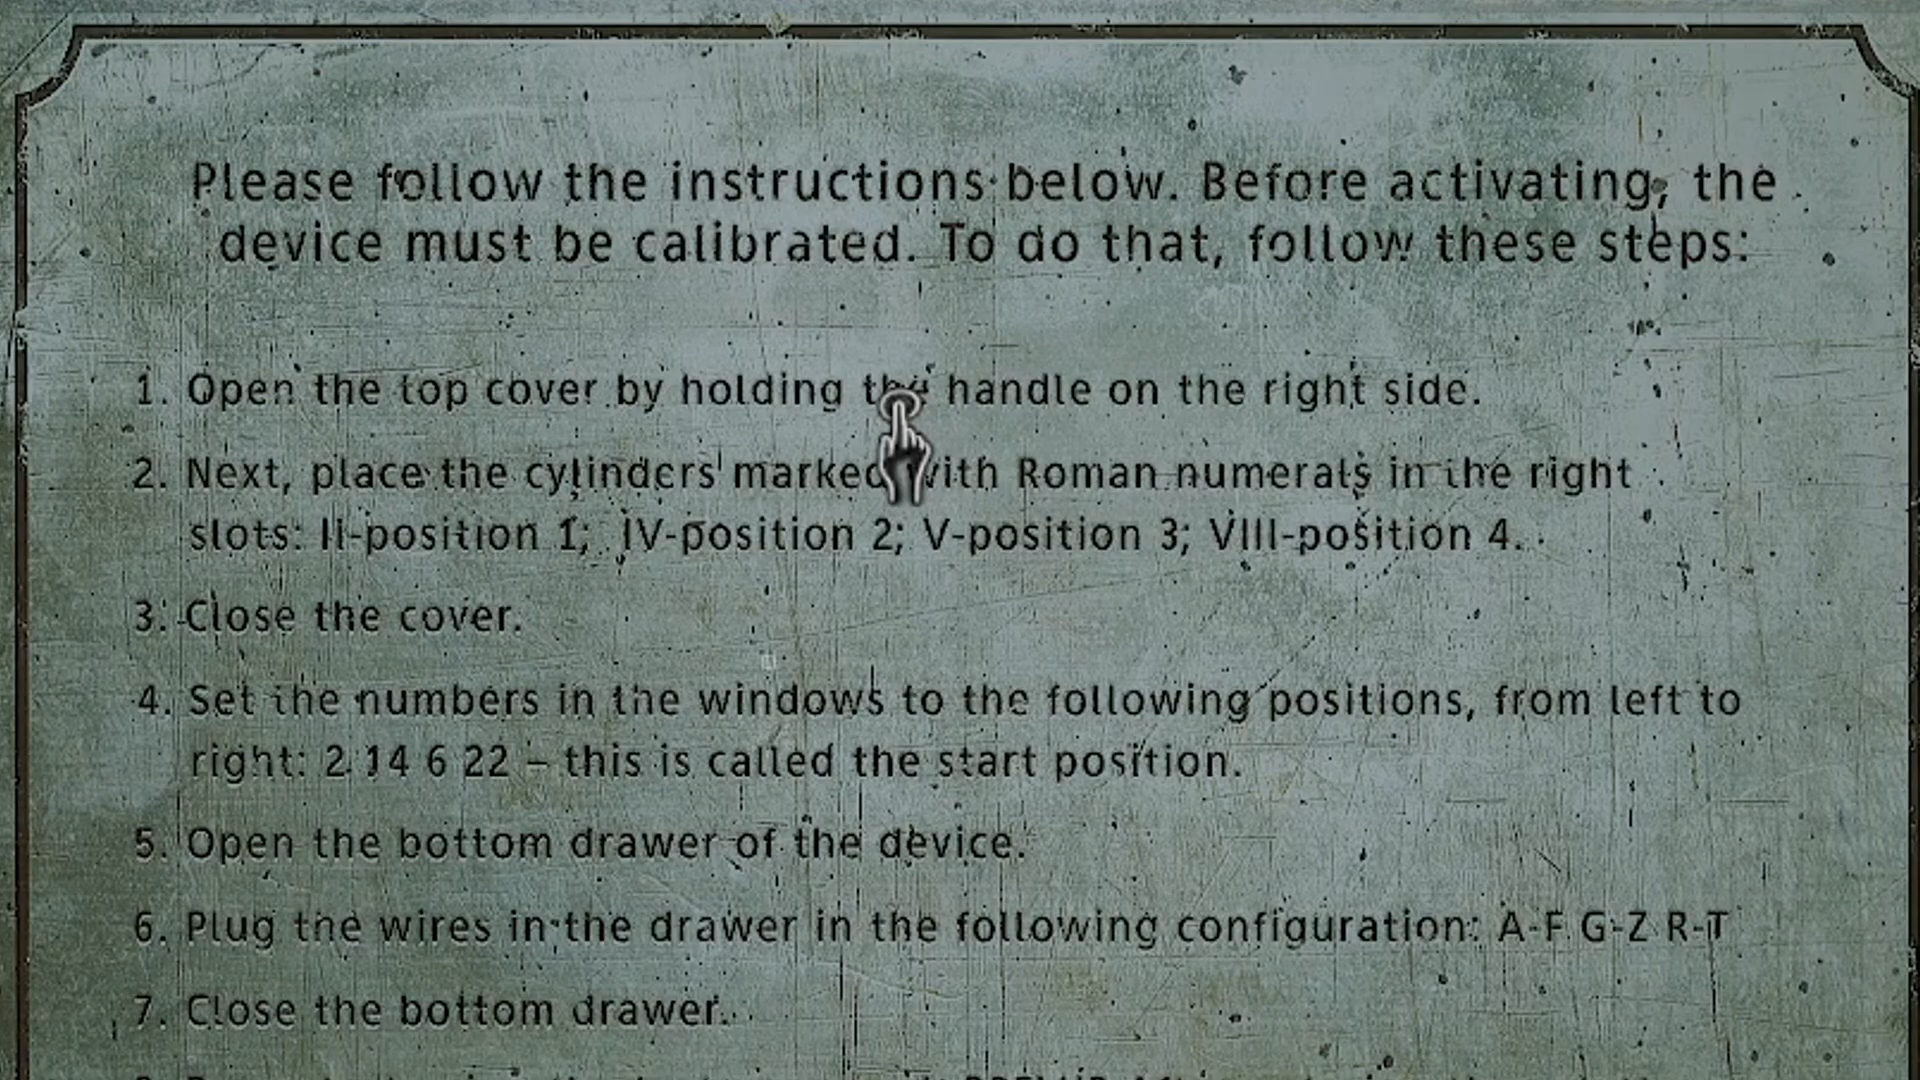 Please follow the instructions below. Before activating, the
device must be calibrated. To do that, follow these steps:
1. Open the top cover by holding the handle on the right side.
2. Next, place the cylinders marked with Roman numerals in the right
slots: II-position 1; IV-position 2; V-position 3; VIII-position 4.
3. Close the cover.
4. Set the numbers in the windows to the following positions, from left to
right: 2 14 6 22 – this is called the start position.
5. Open the bottom drawer of the device.
6. Plug the wires in the drawer in the following configuration: A-F G-Z R-T
7. Close the bottom drawer.